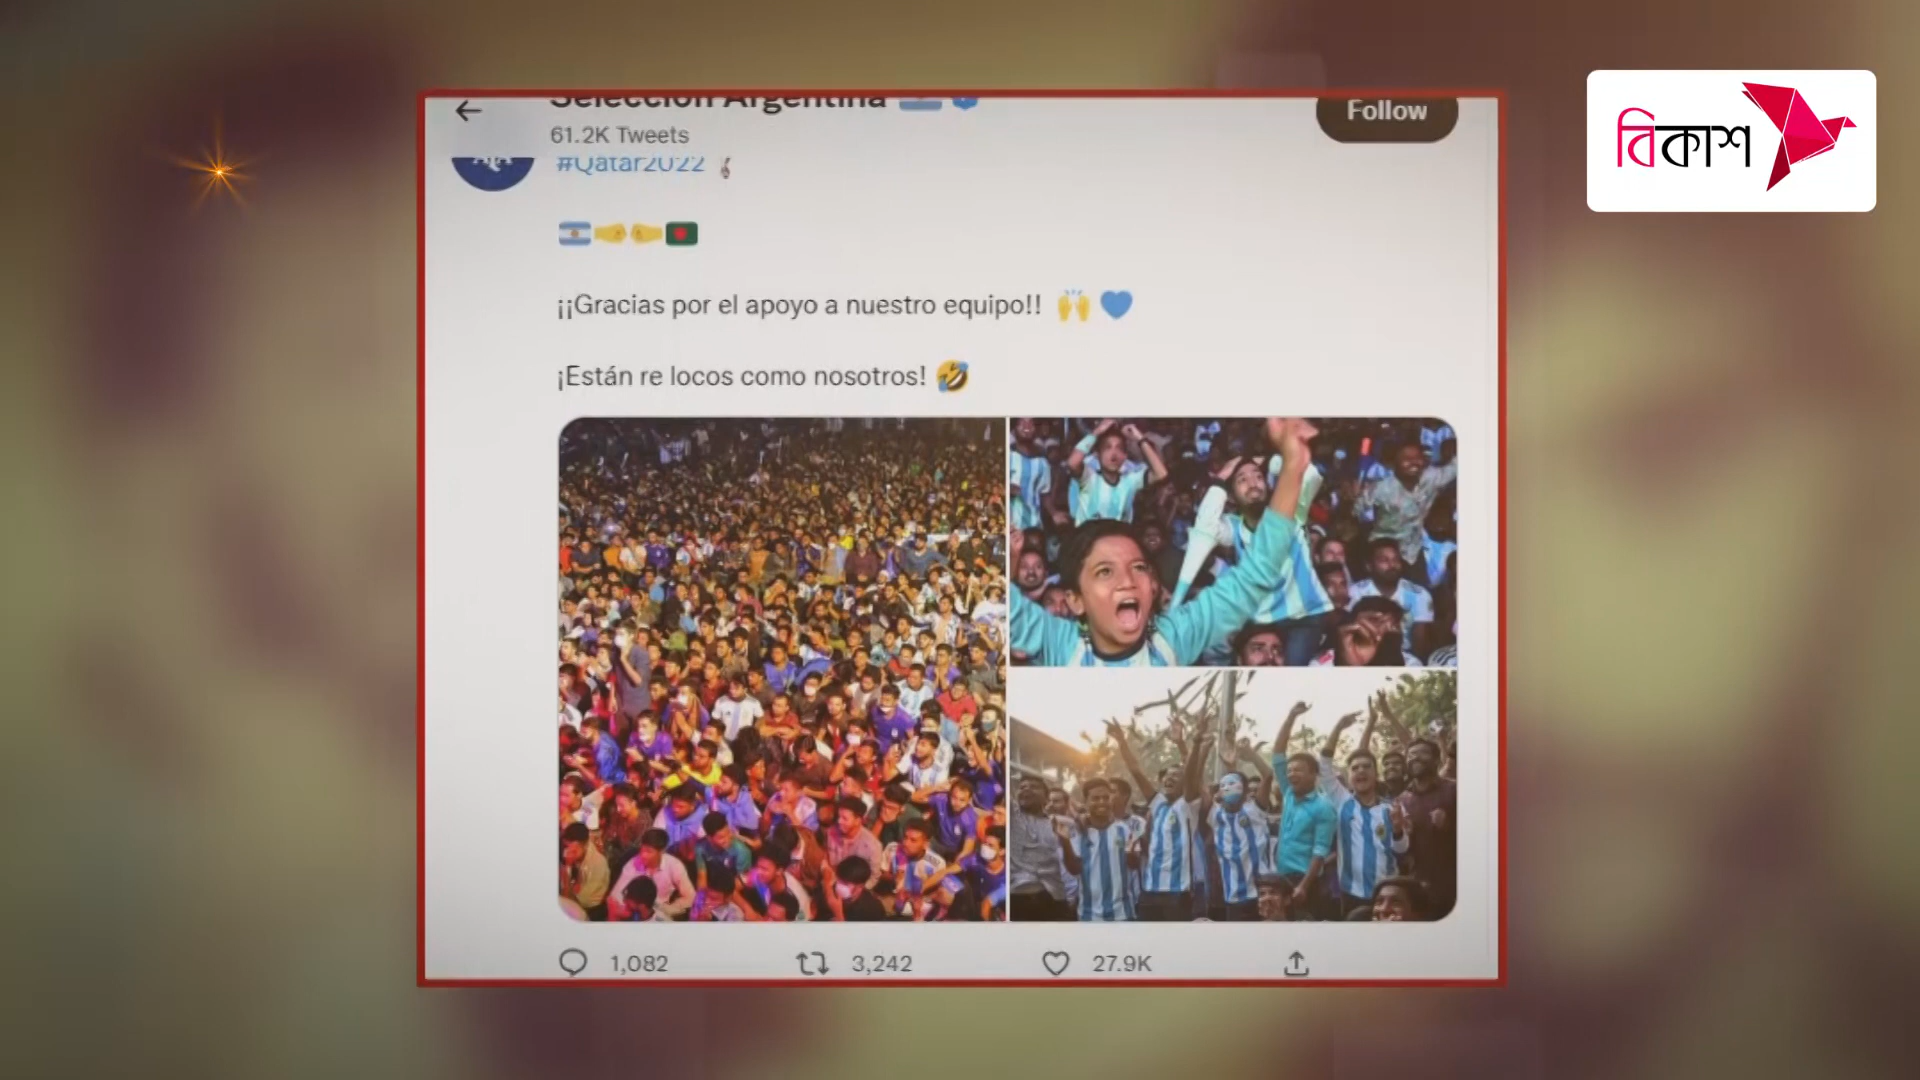 Selección Argentina
61.2K Tweets
Follow
বিকাশ
#Qatar2022
¡¡Gracias por el apoyo a nuestro equipo!!
¡Están re locos como nosotros!
1,082
3,242
27.9K